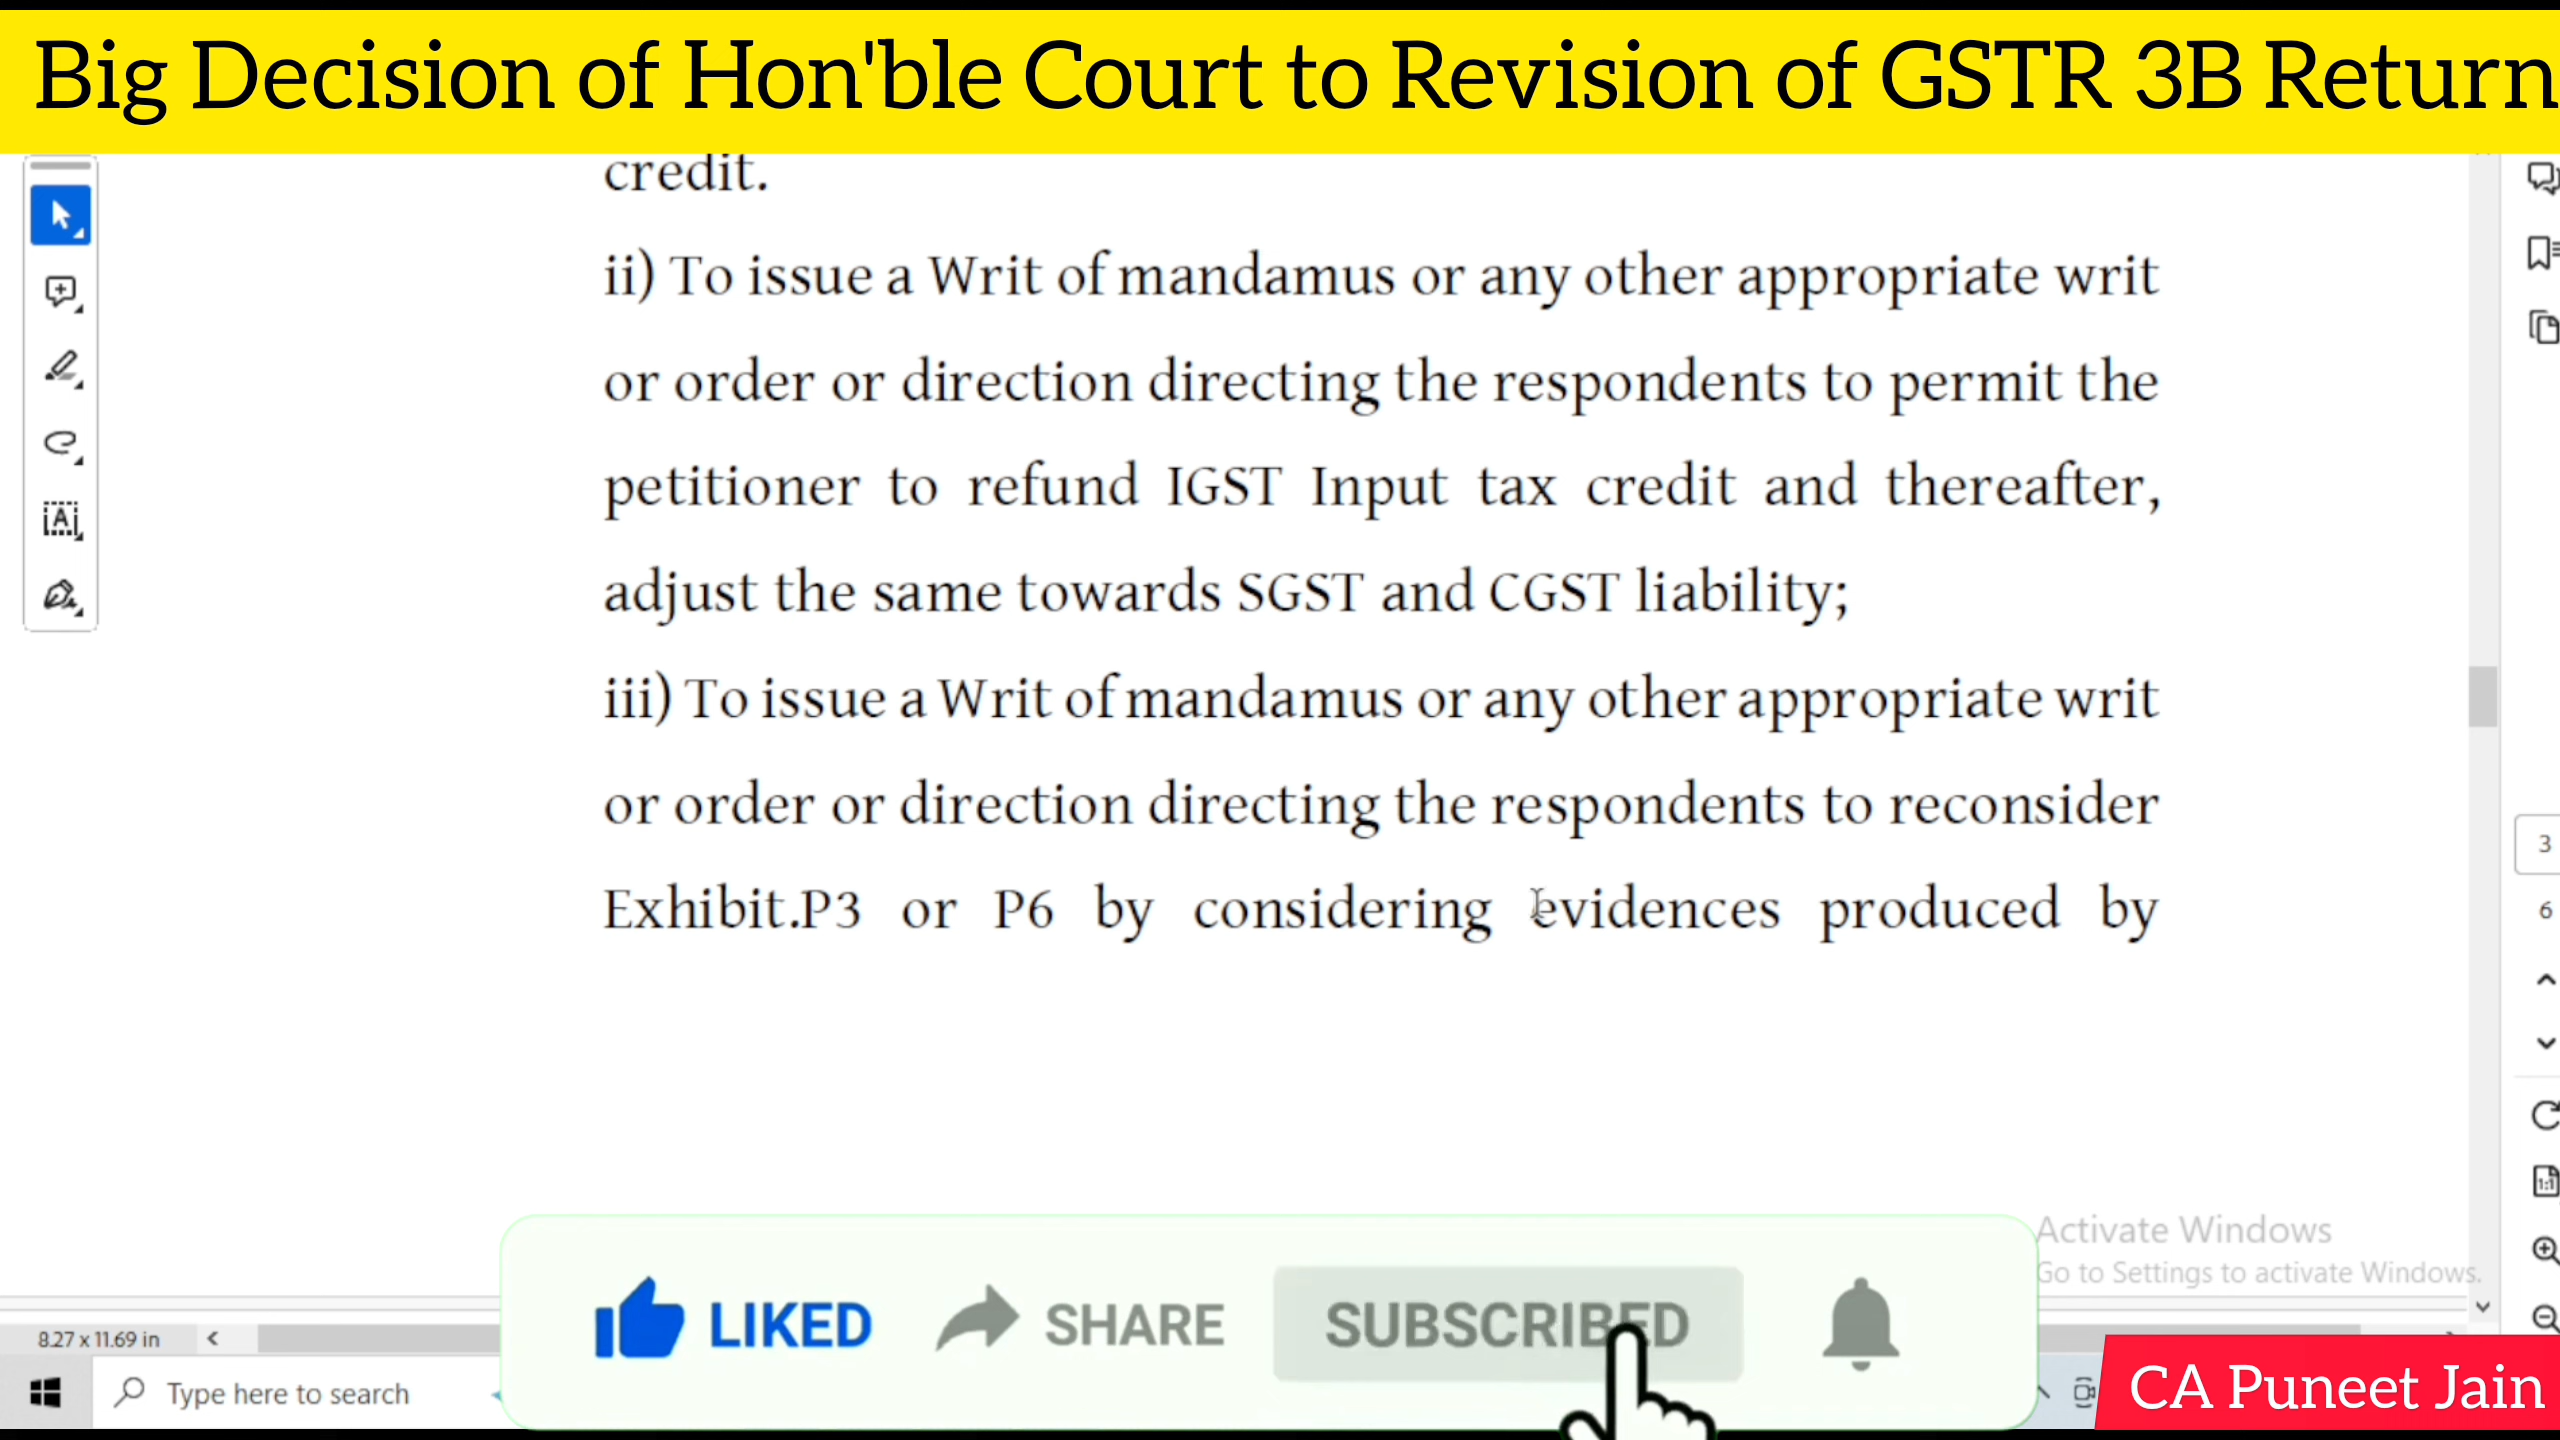 Big Decision of Hon'ble Court to Revision of GSTR 3B Return
credit.
ii) To issue a Writ of mandamus or any other appropriate writ
or order or direction directing the respondents to permit the
petitioner to refund IGST Input tax credit and thereafter,
adjust the same towards SGST and CGST liability;
iii) To issue a Writ of mandamus or any other appropriate writ
or order or direction directing the respondents to reconsider
Exhibit.P3 or P6 by considering evidences produced by
3
6
Activate Windows
Go to Settings to activate Windows.
LIKED
SHARE
SUBSCRIBED
8.27 x 11.69 in
Type here to search
CA Puneet Jain